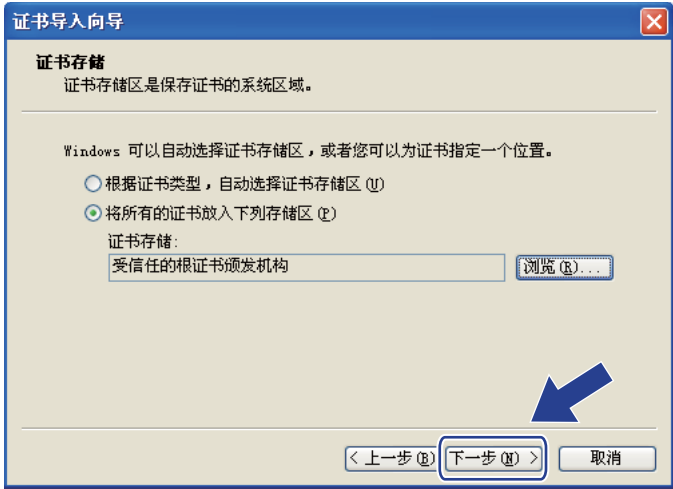 证书导入向导
证书存储
证书存储区是保存证书的系统区域。
Windows 可以自动选择证书存储区，或者您可以为证书指定一个位置。
根据证书类型，自动选择证书存储区(U)
将所有的证书放入下列存储区(P)
证书存储:
受信任的根证书颁发机构
浏览(R)...
< 上一步(B) 下一步(N) > 取消